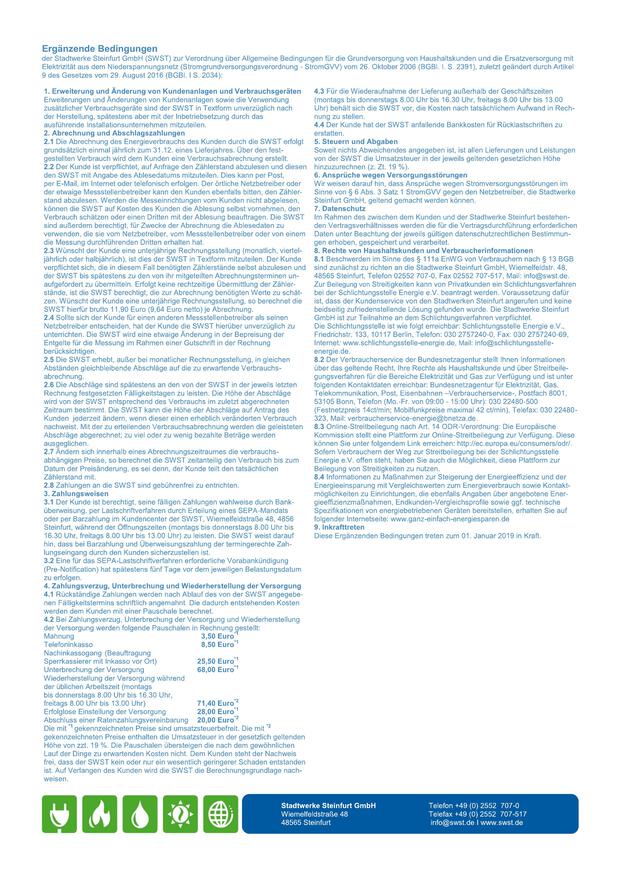 Ergänzende Bedingungen
der Stadtwerke Steinfurt GmbH (SWST) zur Verordnung über Allgemeine Bedingungen für die Grundversorgung von Haushaltskunden und die Ersatzversorgung mit
Elektrizität aus dem Niederspannungsnetz (Stromgrundversorgungsverordnung - StromGVV) vom 26. Oktober 2006 (BGBl. I S. 2391), zuletzt geändert durch Artikel
9 des Gesetzes vom 29. August 2016 (BGBl. I S. 2034):
1. Erweiterung und Änderung von Kundenanlagen und Verbrauchsgeräten
Erweiterungen und Änderungen von Kundenanlagen sowie die Verwendung
zusätzlicher Verbrauchsgeräte sind der SWST in Textform unverzüglich nach
der Herstellung, spätestens aber mit der Inbetriebsetzung durch das
ausführende Installationsunternehmen mitzuteilen.
2. Abrechnung und Abschlagszahlungen
2.1 Die Abrechnung des Energieverbrauchs des Kunden durch die SWST erfolgt
grundsätzlich einmal jährlich zum 31.12. eines Lieferjahres. Über den fest-
gestellten Verbrauch wird dem Kunden eine Verbrauchsabrechnung erstellt.
2.2 Der Kunde ist verpflichtet, auf Anfrage den Zählerstand abzulesen und diesen
den SWST mit Angabe des Ablesedatums mitzuteilen. Dies kann per Post,
per E-Mail, im Internet oder telefonisch erfolgen. Der örtliche Netzbetreiber oder
der etwaige Messstellenbetreiber kann den Kunden ebenfalls bitten, den Zähler-
stand abzulesen. Werden die Messeinrichtungen vom Kunden nicht abgelesen,
können die SWST auf Kosten des Kunden die Ablesung selbst vornehmen, den
Verbrauch schätzen oder einen Dritten mit der Ablesung beauftragen. Die SWST
sind außerdem berechtigt, für Zwecke der Abrechnung die Ablesedaten zu
verwenden, die sie vom Netzbetreiber, vom Messstellenbetreiber oder von einem
die Messung durchführenden Dritten erhalten hat.
2.3 Wünscht der Kunde eine unterjährige Rechnungsstellung (monatlich, viertel-
jährlich oder halbjährlich), ist dies der SWST in Textform mitzuteilen. Der Kunde
verpflichtet sich, die in diesem Fall benötigten Zählerstände selbst abzulesen und
der SWST bis spätestens zu den von ihr mitgeteilten Abrechnungsterminen un-
aufgefordert zu übermitteln. Erfolgt keine rechtzeitige Übermittlung der Zähler-
stände, ist die SWST berechtigt, die zur Abrechnung benötigten Werte zu schät-
zen. Wünscht der Kunde eine unterjährige Rechnungsstellung, so berechnet die
SWST hierfür brutto 11,90 Euro (9,64 Euro netto) je Abrechnung.
2.4 Sollte sich der Kunde für einen anderen Messstellenbetreiber als seinen
Netzbetreiber entscheiden, hat der Kunde die SWST hierüber unverzüglich zu
unterrichten. Die SWST wird eine etwaige Änderung in der Bepreisung der
Entgelte für die Messung im Rahmen einer Gutschrift in der Rechnung
berücksichtigen.
2.5 Die SWST erhebt, außer bei monatlicher Rechnungsstellung, in gleichen
Abständen gleichbleibende Abschläge auf die zu erwartende Verbrauchs-
abrechnung.
2.6 Die Abschläge sind spätestens an den von der SWST in der jeweils letzten
Rechnung festgesetzten Fälligkeitstagen zu leisten. Die Höhe der Abschläge
wird von der SWST entsprechend des Verbrauchs im zuletzt abgerechneten
Zeitraum bestimmt. Die SWST kann die Höhe der Abschläge auf Antrag des
Kunden jederzeit ändern, wenn dieser einen erheblich veränderten Verbrauch
nachweist. Mit der zu erteilenden Verbrauchsabrechnung werden die geleisteten
Abschläge abgerechnet; zu viel oder zu wenig bezahlte Beträge werden
ausgeglichen.
2.7 Ändern sich innerhalb eines Abrechnungszeitraumes die verbrauchs-
abhängigen Preise, so berechnet die SWST zeitanteilig den Verbrauch bis zum
Datum der Preisänderung, es sei denn, der Kunde teilt den tatsächlichen
Zählerstand mit.
2.8 Zahlungen an die SWST sind gebührenfrei zu entrichten.
3. Zahlungsweisen
3.1 Der Kunde ist berechtigt, seine fälligen Zahlungen wahlweise durch Bank-
überweisung, per Lastschriftverfahren durch Erteilung eines SEPA-Mandats
oder per Barzahlung im Kundencenter der SWST, Wiemelfeldstraße 48, 4856
Steinfurt, während der Öffnungszeiten (montags bis donnerstags 8.00 Uhr bis
16.30 Uhr, freitags 8.00 Uhr bis 13.00 Uhr) zu leisten. Die SWST weist darauf
hin, dass bei Barzahlung und Überweisungszahlung der termingerechte Zah-
lungseingang durch den Kunden sicherzustellen ist.
3.2 Eine für das SEPA-Lastschriftverfahren erforderliche Vorabankündigung
(Pre-Notification) hat spätestens fünf Tage vor dem jeweiligen Belastungsdatum
zu erfolgen.
4. Zahlungsverzug, Unterbrechung und Wiederherstellung der Versorgung
4.1 Rückständige Zahlungen werden nach Ablauf des von der SWST angegebe-
nen Fälligkeitstermins schriftlich angemahnt. Die dadurch entstehenden Kosten
werden dem Kunden mit einer Pauschale berechnet.
4.2 Bei Zahlungsverzug, Unterbrechung der Versorgung und Wiederherstellung
der Versorgung werden folgende Pauschalen in Rechnung gestellt:
Mahnung 3,50 Euro*1
Telefoninkasso 8,50 Euro*1
Nachinkassogang (Beauftragung
Sperrkassierer mit Inkasso vor Ort) 25,50 Euro*1
Unterbrechung der Versorgung 68,00 Euro*1
Wiederherstellung der Versorgung während
der üblichen Arbeitszeit (montags
bis donnerstags 8.00 Uhr bis 16.30 Uhr,
freitags 8.00 Uhr bis 13.00 Uhr) 71,40 Euro*2
Erfolglose Einstellung der Versorgung 28,00 Euro*1
Abschluss einer Ratenzahlungsvereinbarung 20,00 Euro*2
Die mit *1 gekennzeichneten Preise sind umsatzsteuerbefreit. Die mit *2
gekennzeichneten Preise enthalten die Umsatzsteuer in der gesetzlich geltenden
Höhe von zzt. 19 %. Die Pauschalen übersteigen die nach dem gewöhnlichen
Lauf der Dinge zu erwartenden Kosten nicht. Dem Kunden steht der Nachweis
frei, dass der SWST kein oder nur ein wesentlich geringerer Schaden entstanden
ist. Auf Verlangen des Kunden wird die SWST die Berechnungsgrundlage nach-
weisen.
4.3 Für die Wiederaufnahme der Lieferung außerhalb der Geschäftszeiten
(montags bis donnerstags 8.00 Uhr bis 16.30 Uhr, freitags 8.00 Uhr bis 13.00
Uhr) behält sich die SWST vor, die Kosten nach tatsächlichem Aufwand in Rech-
nung zu stellen.
4.4 Der Kunde hat der SWST anfallende Bankkosten für Rücklastschriften zu
erstatten.
5. Steuern und Abgaben
Soweit nichts Abweichendes angegeben ist, ist allen Lieferungen und Leistungen
von der SWST die Umsatzsteuer in der jeweils geltenden gesetzlichen Höhe
hinzuzurechnen (z. Zt. 19 %).
6. Ansprüche wegen Versorgungsstörungen
Wir weisen darauf hin, dass Ansprüche wegen Stromversorgungsstörungen im
Sinne von § 6 Abs. 3 Satz 1 StromGVV gegen den Netzbetreiber, die Stadtwerke
Steinfurt GmbH, geltend gemacht werden können.
7. Datenschutz
Im Rahmen des zwischen dem Kunden und der Stadtwerke Steinfurt bestehen-
den Vertragsverhältnisses werden die für die Vertragsdurchführung erforderlichen
Daten unter Beachtung der jeweils gültigen datenschutzrechtlichen Bestimmun-
gen erhoben, gespeichert und verarbeitet.
8. Rechte von Haushaltskunden und Verbraucherinformationen
8.1 Beschwerden im Sinne des § 111a EnWG von Verbrauchern nach § 13 BGB
sind zunächst zu richten an die Stadtwerke Steinfurt GmbH, Wiemelfeldstr. 48,
48565 Steinfurt, Telefon 02552 707-0, Fax 02552 707-517, Mail: info@swst.de.
Zur Beilegung von Streitigkeiten kann von Privatkunden ein Schlichtungsverfahren
bei der Schlichtungsstelle Energie e.V. beantragt werden. Voraussetzung dafür
ist, dass der Kundenservice von den Stadtwerken Steinfurt angerufen und keine
beidseitig zufriedenstellende Lösung gefunden wurde. Die Stadtwerke Steinfurt
GmbH ist zur Teilnahme an dem Schlichtungsverfahren verpflichtet.
Die Schlichtungsstelle ist wie folgt erreichbar: Schlichtungsstelle Energie e.V.,
Friedrichstr. 133, 10117 Berlin, Telefon: 030 2757240-0, Fax: 030 2757240-69,
Internet: www.schlichtungsstelle-energie.de, Mail: info@schlichtungsstelle-
energie.de.
8.2 Der Verbraucherservice der Bundesnetzagentur stellt Ihnen Informationen
über das geltende Recht, Ihre Rechte als Haushaltskunde und über Streitbeile-
gungsverfahren für die Bereiche Elektrizität und Gas zur Verfügung und ist unter
folgenden Kontaktdaten erreichbar: Bundesnetzagentur für Elektrizität, Gas,
Telekommunikation, Post, Eisenbahnen –Verbraucherservice-, Postfach 8001,
53105 Bonn, Telefon (Mo.-Fr. von 09:00 - 15:00 Uhr): 030 22480-500
(Festnetzpreis 14ct/min; Mobilfunkpreise maximal 42 ct/min). Telefax: 030 22480-
323, Mail: verbraucherservice-energie@bnetza.de.
8.3 Online-Streitbeilegung nach Art. 14 ODR-Verordnung: Die Europäische
Kommission stellt eine Plattform zur Online-Streitbeilegung zur Verfügung. Diese
können Sie unter folgendem Link erreichen: http://ec.europa.eu/consumers/odr/.
Sofern Verbrauchern der Weg zur Streitbeilegung bei der Schlichtungsstelle
Energie e.V. offen steht, haben Sie auch die Möglichkeit, diese Plattform zur
Beilegung von Streitigkeiten zu nutzen.
8.4 Informationen zu Maßnahmen zur Steigerung der Energieeffizienz und der
Energieeinsparung mit Vergleichswerten zum Energieverbrauch sowie Kontakt-
möglichkeiten zu Einrichtungen, die ebenfalls Angaben über angebotene Ener-
gieeffizienzmaßnahmen, Endkunden-Vergleichsprofile sowie ggf. technische
Spezifikationen von energiebetriebenen Geräten bereitstellen, erhalten Sie auf
folgender Internetseite: www.ganz-einfach-energiesparen.de
9. Inkrafttreten
Diese Ergänzenden Bedingungen treten zum 01. Januar 2019 in Kraft.
Stadtwerke Steinfurt GmbH
Wiemelfeldstraße 48
48565 Steinfurt
Telefon +49 (0) 2552 707-0
Telefax +49 (0) 2552 707-517
info@swst.de I www.swst.de